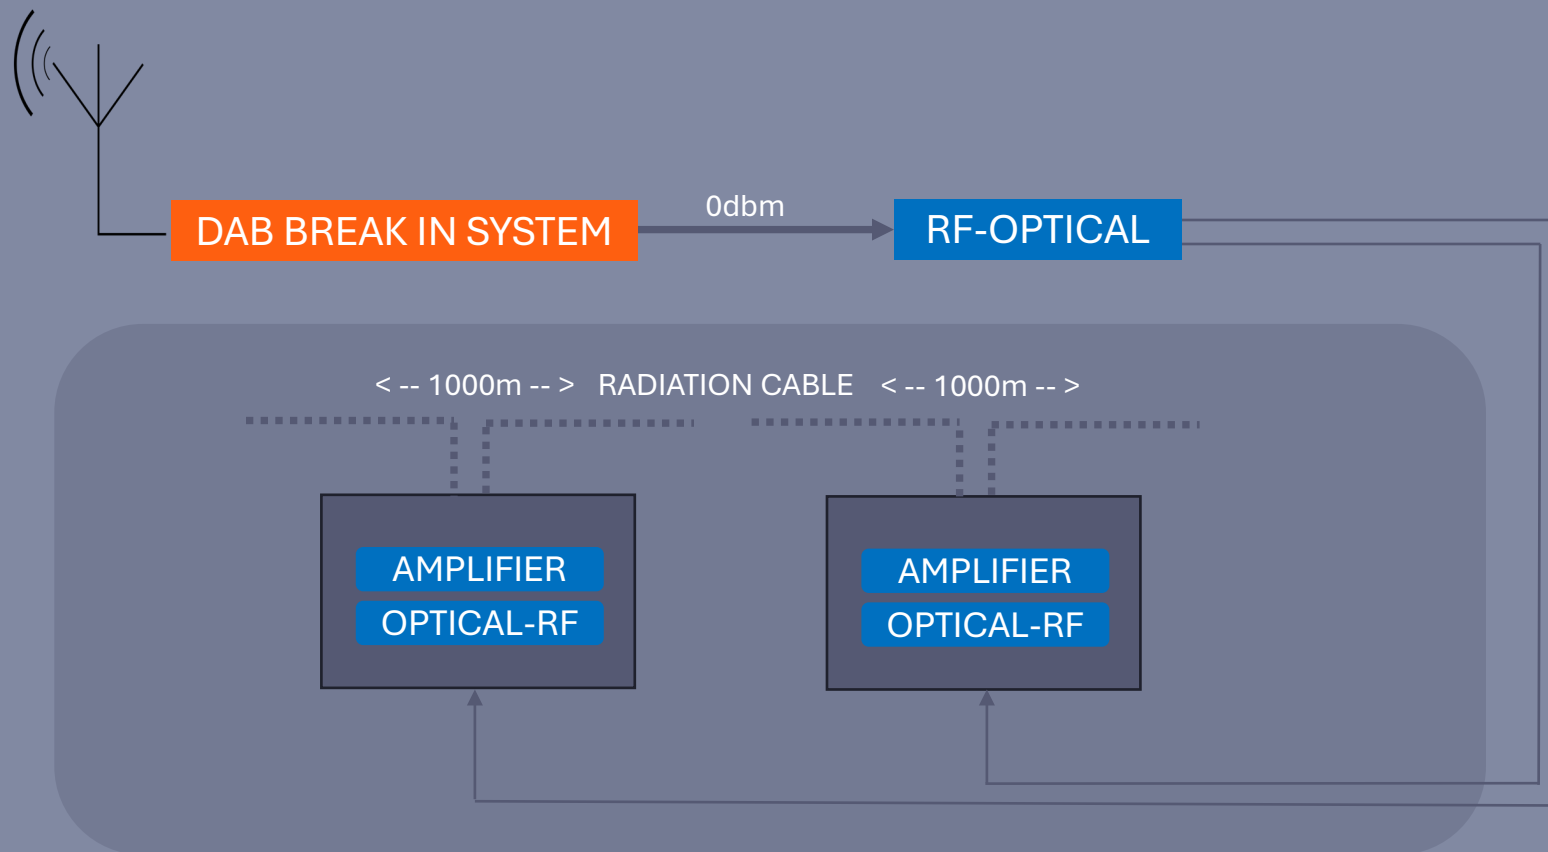 0dbm
DAB BREAK IN SYSTEM
RF-OPTICAL
< -- 1000m -- > RADIATION CABLE < -- 1000m -- >
AMPLIFIER
OPTICAL-RF
AMPLIFIER
OPTICAL-RF